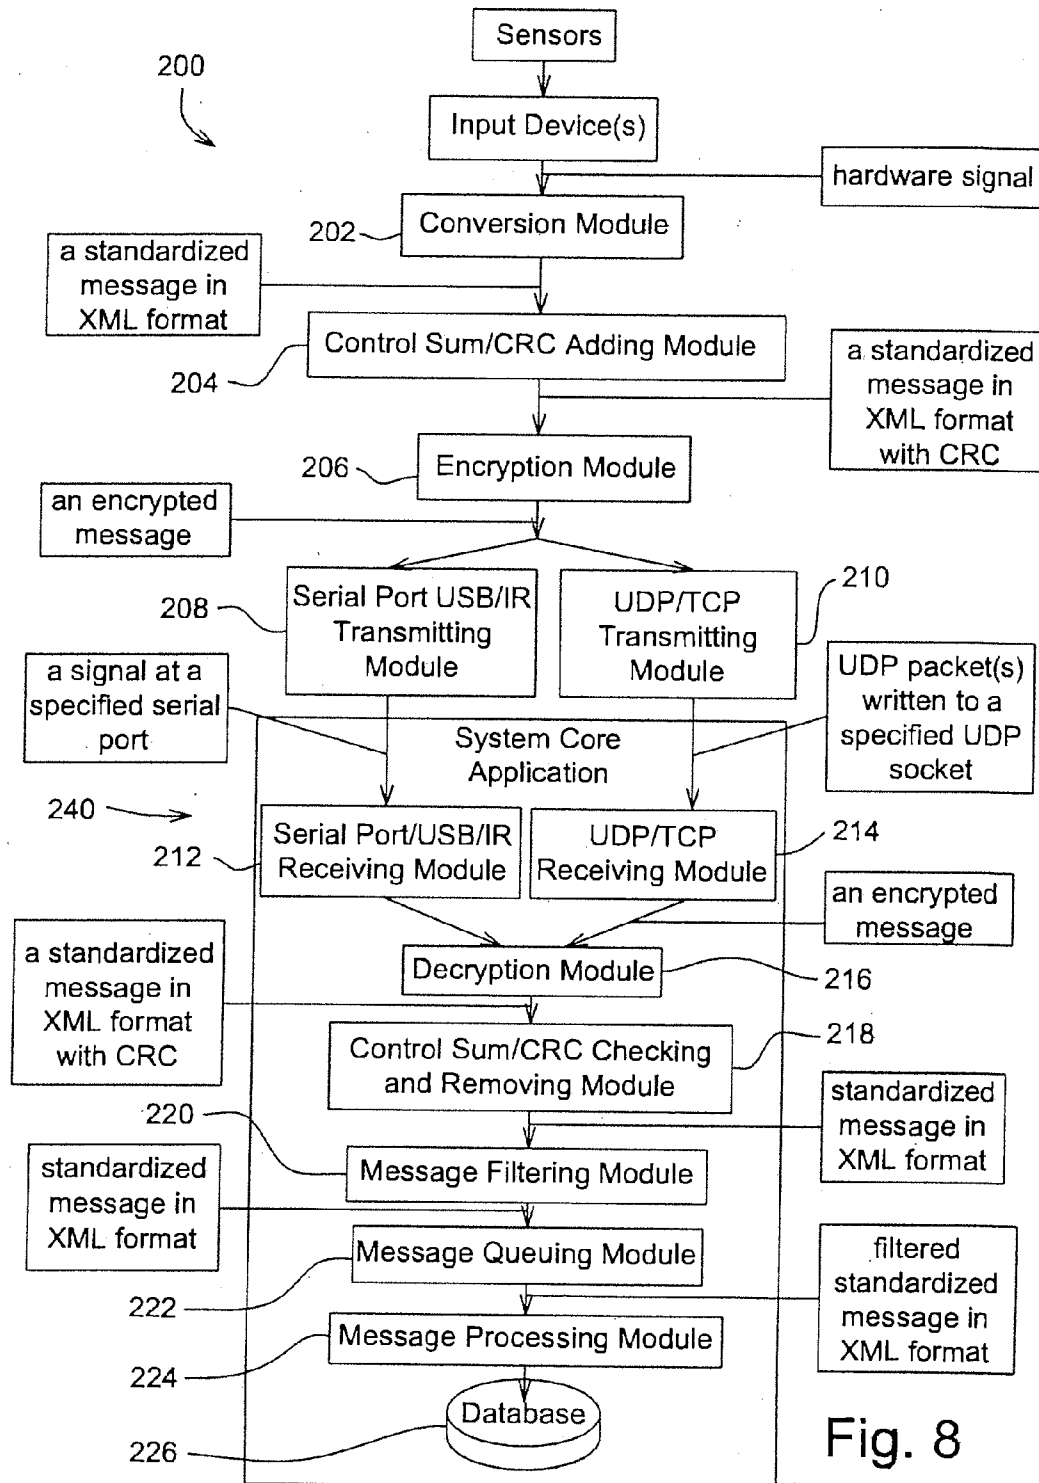 Sensors
200
Input Device(s)
hardware signal
Conversion Module
202
a standardized
message in
XML format
Control Sum/CRC Adding Module
204
a standardized
message in
XML format
with CRC
Encryption Module
206
an encrypted
message
Serial Port USB/IR
Transmitting
Module
208
UDP/TCP
Transmitting
Module
210
a signal at a
specified serial
port
UDP packet(s)
written to a
specified UDP
socket
System Core
Application
240
Serial Port/USB/IR
Receiving Module
212
UDP/TCP
Receiving Module
214
an encrypted
message
Decryption Module
216
a standardized
message in
XML format
with CRC
Control Sum/CRC Checking
and Removing Module
218
standardized
message in
XML format
220
Message Filtering Module
standardized
message in
XML format
Message Queuing Module
222
filtered
standardized
message in
XML format
Message Processing Module
224
Database
226
Fig. 8